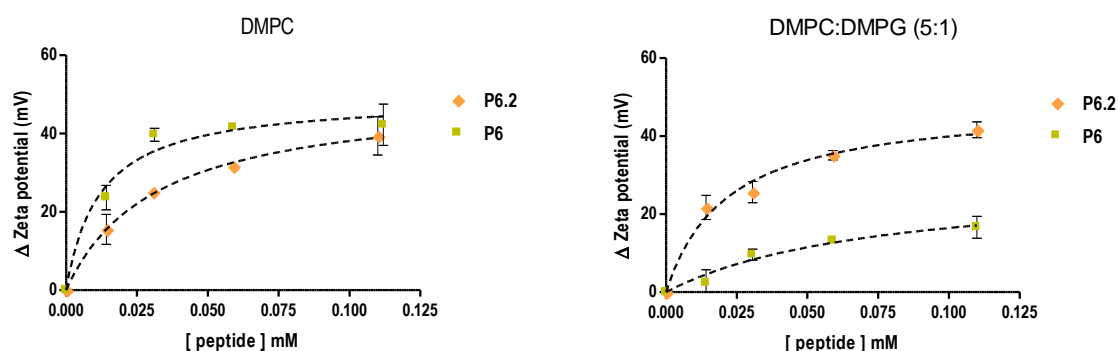 DMPC
60
40
20
0
Δ Zeta potential (mV)
0.000 0.025 0.050 0.075 0.100 0.125
[ peptide ] mM
P6.2
P6
DMPC:DMPG (5:1)
60
40
20
0
Δ Zeta potential (mV)
0.000 0.025 0.050 0.075 0.100 0.125
[ peptide ] mM
P6.2
P6